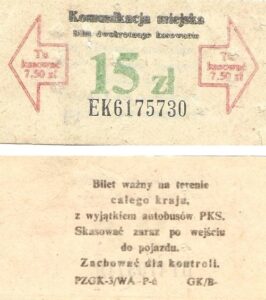 Komunikacja miejska
Bilet dwukrotnego kasowania
Tu kasować 7.50 zł
15 zł
Tu kasować 7.50 zł
EK6175730
Bilet ważny na terenie
całego kraju,
z wyjątkiem autobusów PKS.
Skasować zaraz po wejściu
do pojazdu.
Zachować dla kontroli.
PZGK-3/WA-P-6 GK/B-